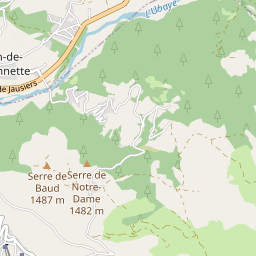 L'Ubaye
n-de-
nnette
de Jausiers
Serre de
Baud
1487 m
Serre de
Notre-
Dame
1482 m